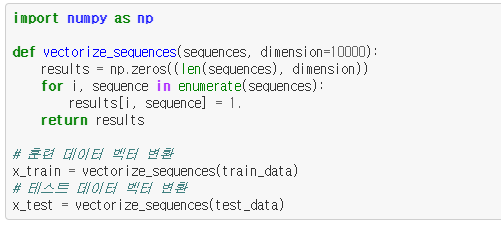 import numpy as np
def vectorize_sequences(sequences, dimension=10000):
    results = np.zeros((len(sequences), dimension))
    for i, sequence in enumerate(sequences):
        results[i, sequence] = 1.
    return results
# 훈련 데이터 벡터 변환
x_train = vectorize_sequences(train_data)
# 테스트 데이터 벡터 변환
x_test = vectorize_sequences(test_data)